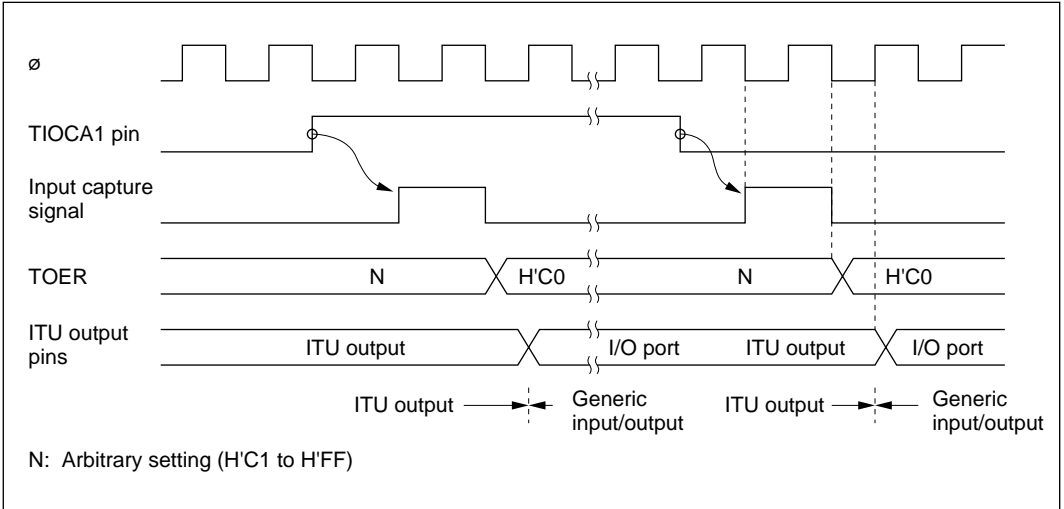 ø
TIOCA1 pin
Input capture
signal
TOER
N
H'C0
N
H'C0
ITU output
pins
ITU output
I/O port
ITU output
I/O port
ITU output
Generic
input/output
ITU output
Generic
input/output
N: Arbitrary setting (H'C1 to H'FF)